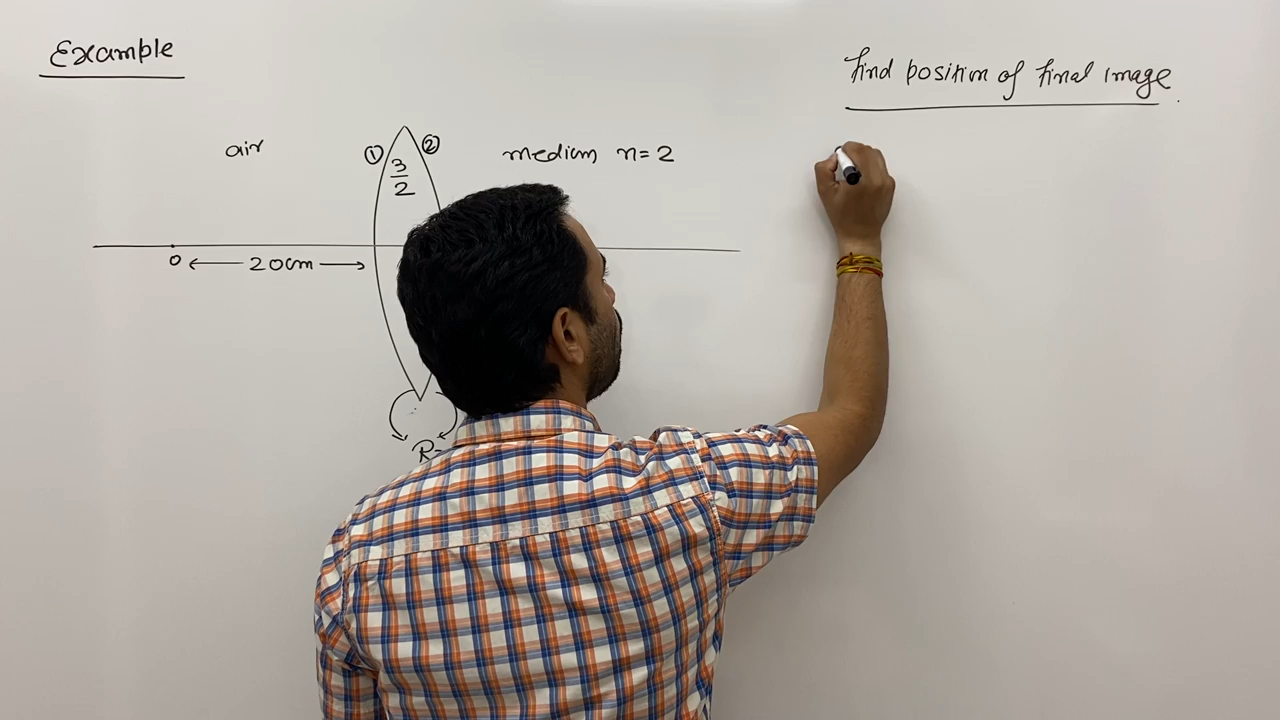 Example
Find position of final image.
air
① ②
3
2
medium n=2
O ← 20cm →
R=